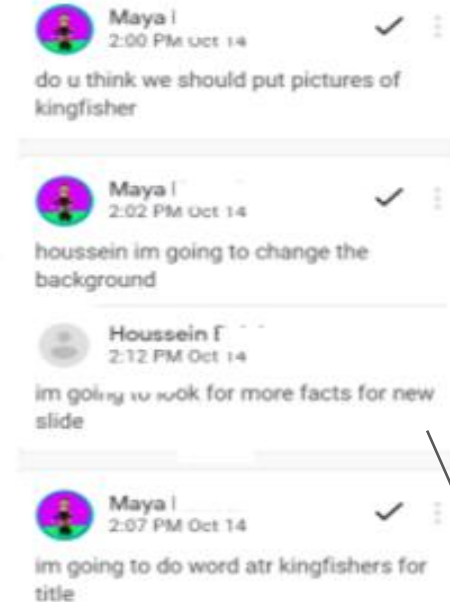 Maya
2:00 PM Oct 14
do u think we should put pictures of
kingfisher
Maya
2:02 PM Oct 14
houssein im going to change the
background
Houssein
2:12 PM Oct 14
im going to look for more facts for new
slide
Maya
2:07 PM Oct 14
im going to do word atr kingfishers for
title